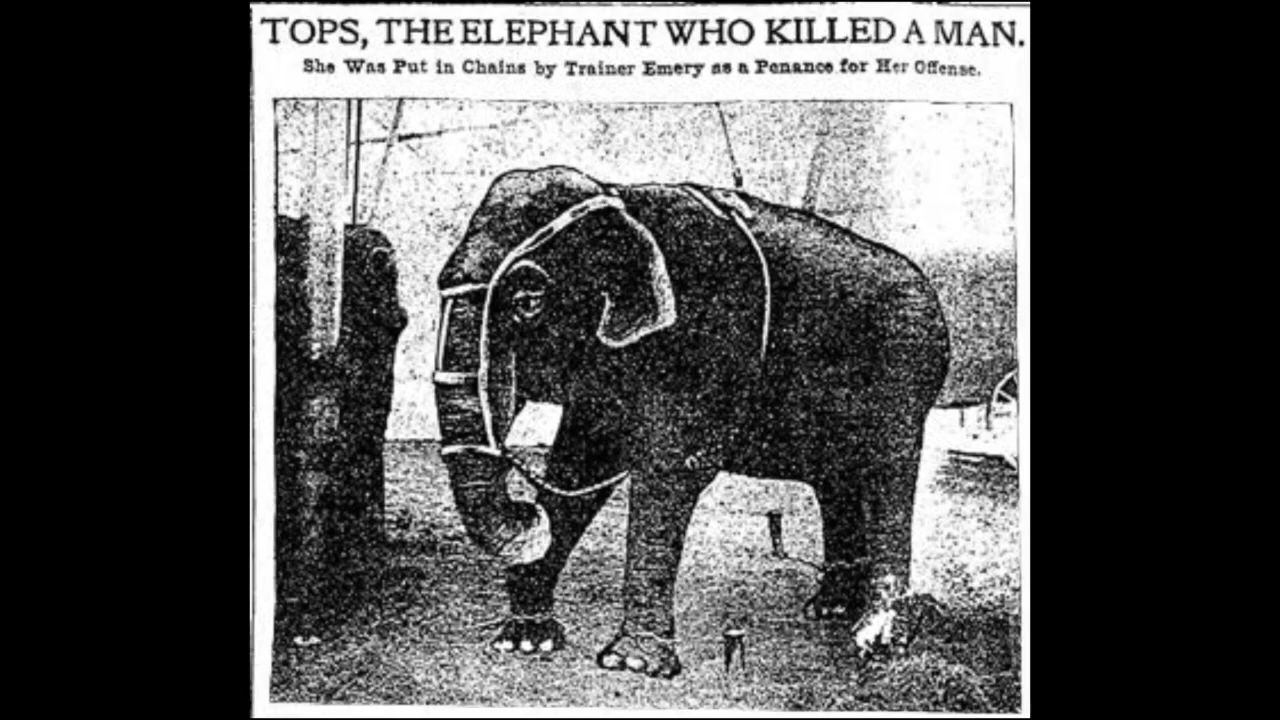 TOPS, THE ELEPHANT WHO KILLED A MAN.
She Was Put in Chains by Trainer Emery as a Penance for Her Offense.